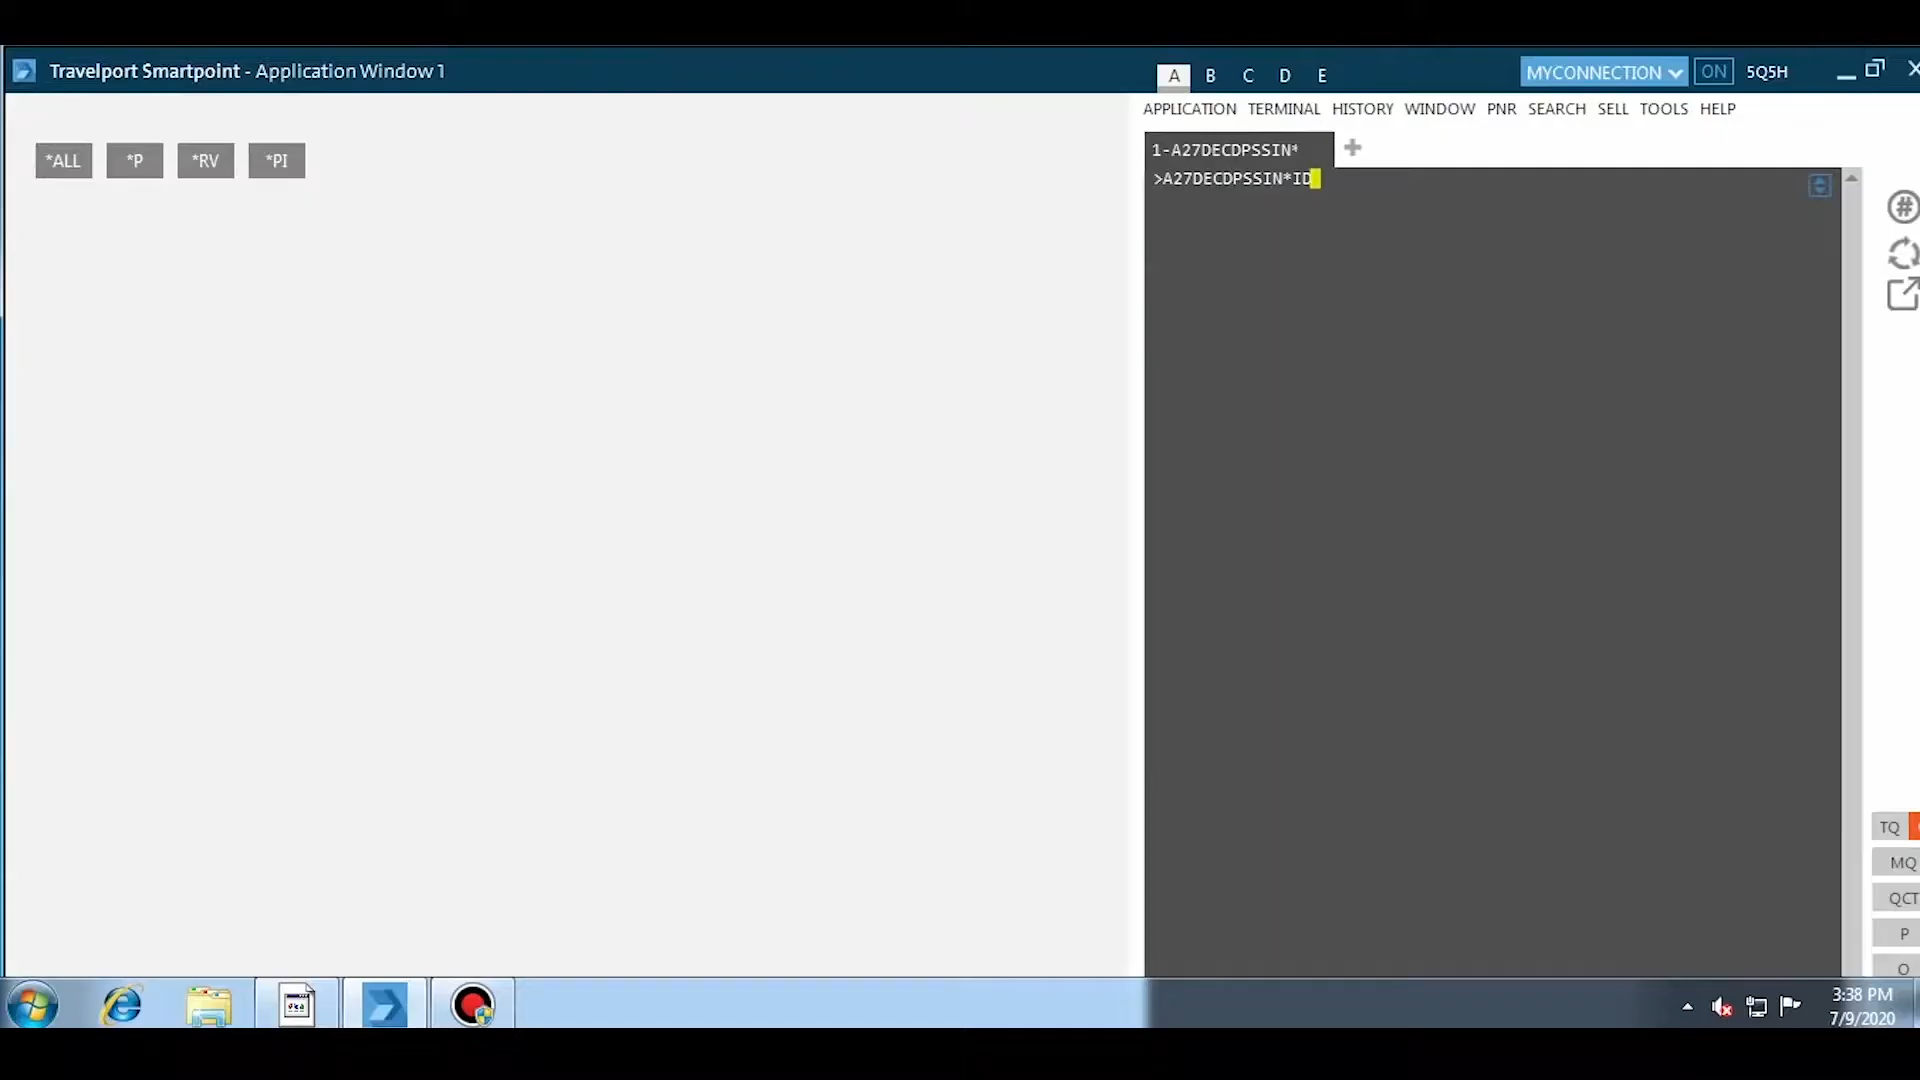 Travelport Smartpoint - Application Window 1
A B C D E
MYCONNECTION ON 5Q5H
APPLICATION TERMINAL HISTORY WINDOW PNR SEARCH SELL TOOLS HELP
*ALL *P *RV *PI
1-A27DECDPSSIN*
>A27DECDPSSIN*ID
TQ
MQ
QCT
P
Q
3:38 PM
7/9/2020